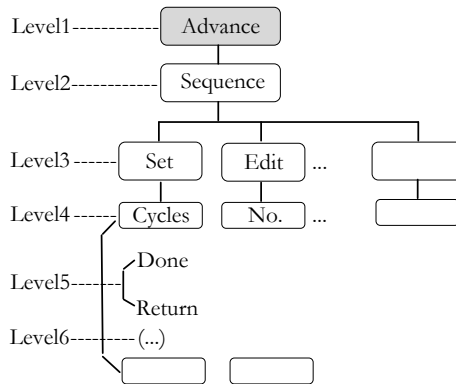 Level1 Advance
Level2 Sequence
Level3 Set Edit ...
Level4 Cycles No. ...
Done
Level5
Return
Level6 (...)